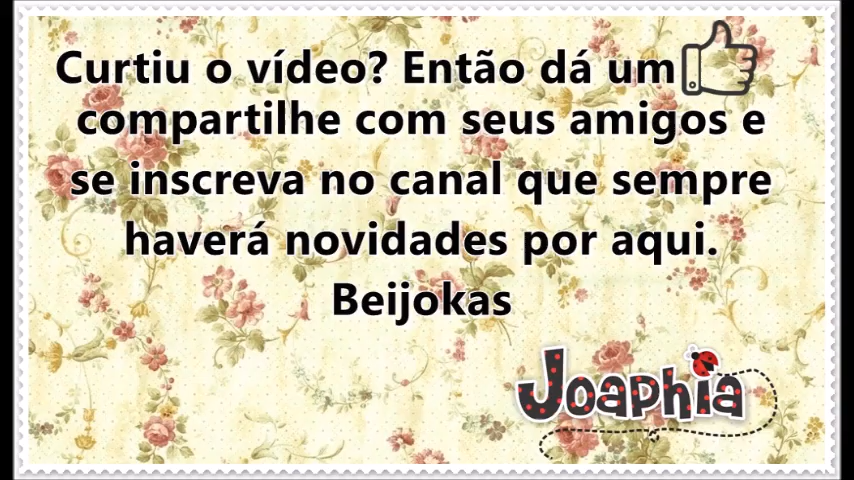 Curtiu o vídeo? Então dá um
compartilhe com seus amigos e
se inscreva no canal que sempre
haverá novidades por aqui.
Beijokas
Joaphia